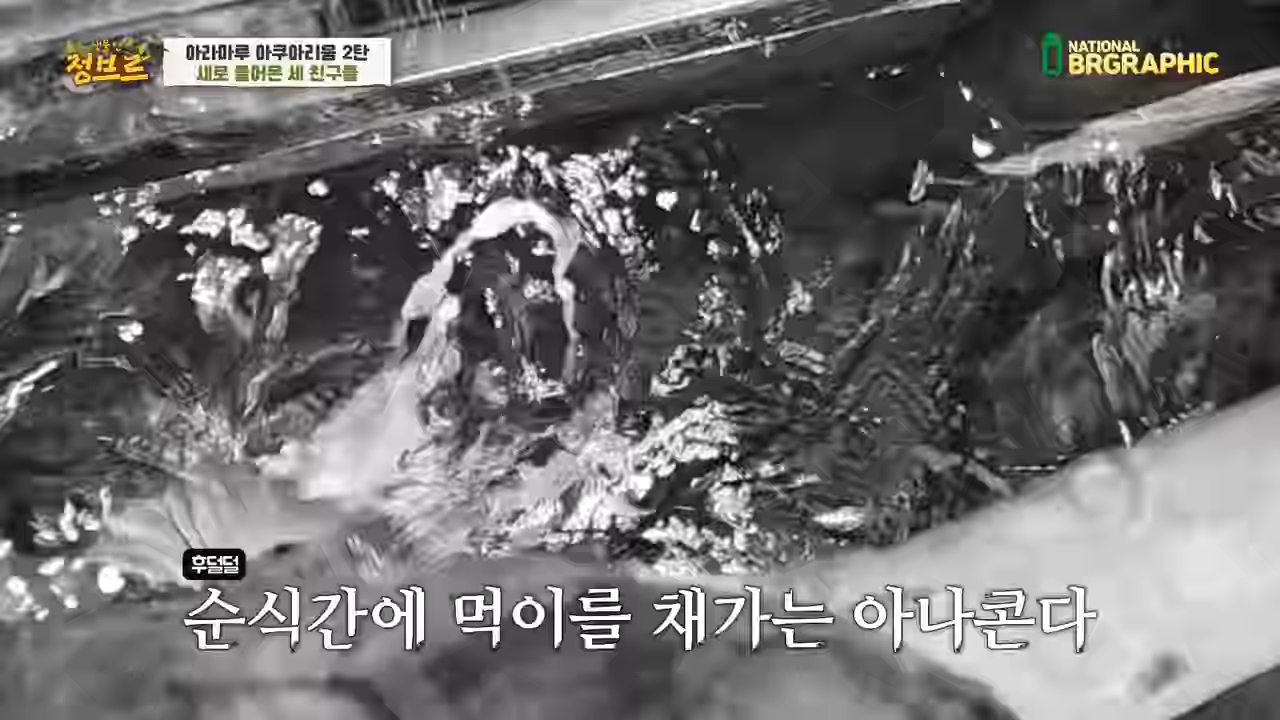 정브르
아라마루 아쿠아리움 2탄
새로 들어온 세 친구들
NATIONAL
BRGRAPHIC
후덜덜
순식간에 먹이를 채가는 아나콘다